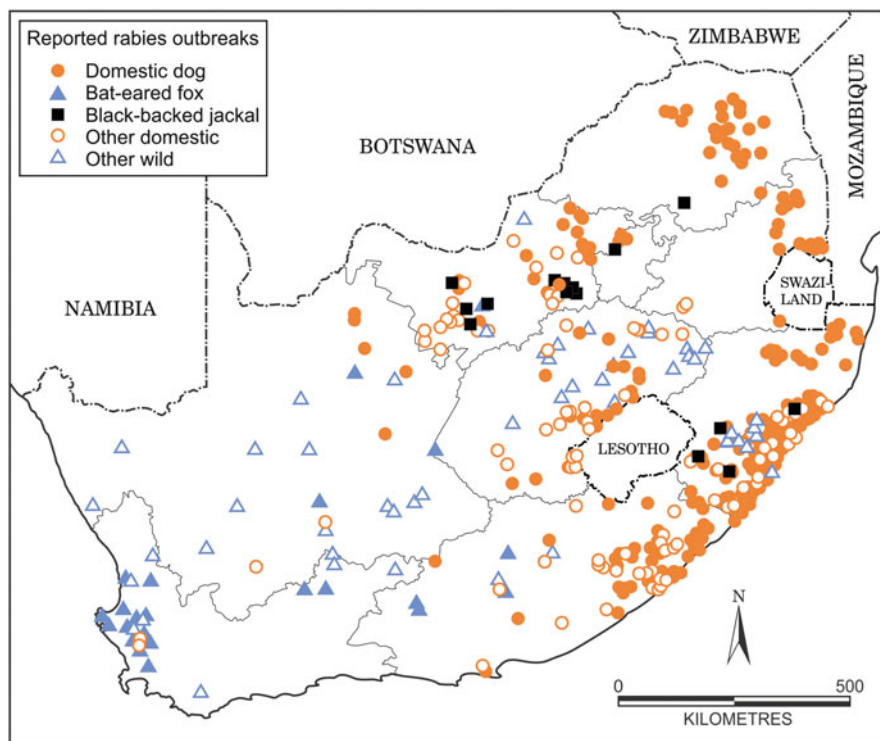 Reported rabies outbreaks
Domestic dog
Bat-eared fox
Black-backed jackal
Other domestic
Other wild
ZIMBABWE
MOZAMBIQUE
BOTSWANA
NAMIBIA
SWAZI-
LAND
LESOTHO
N
0 500
KILOMETRES